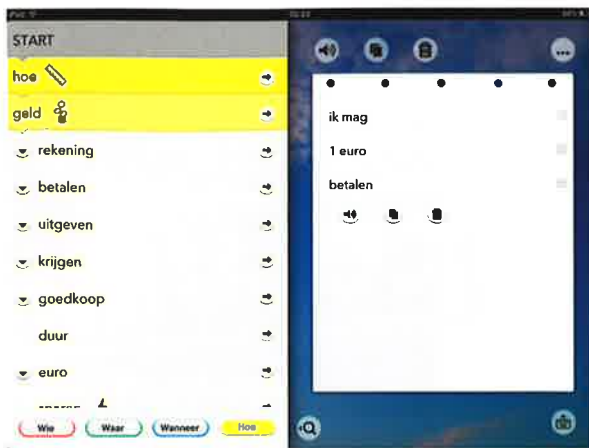 START
hoe
geld
rekening
betalen
uitgeven
krijgen
goedkoop
duur
euro
Wie Waar Wanneer Hoe
ik mag
1 euro
betalen